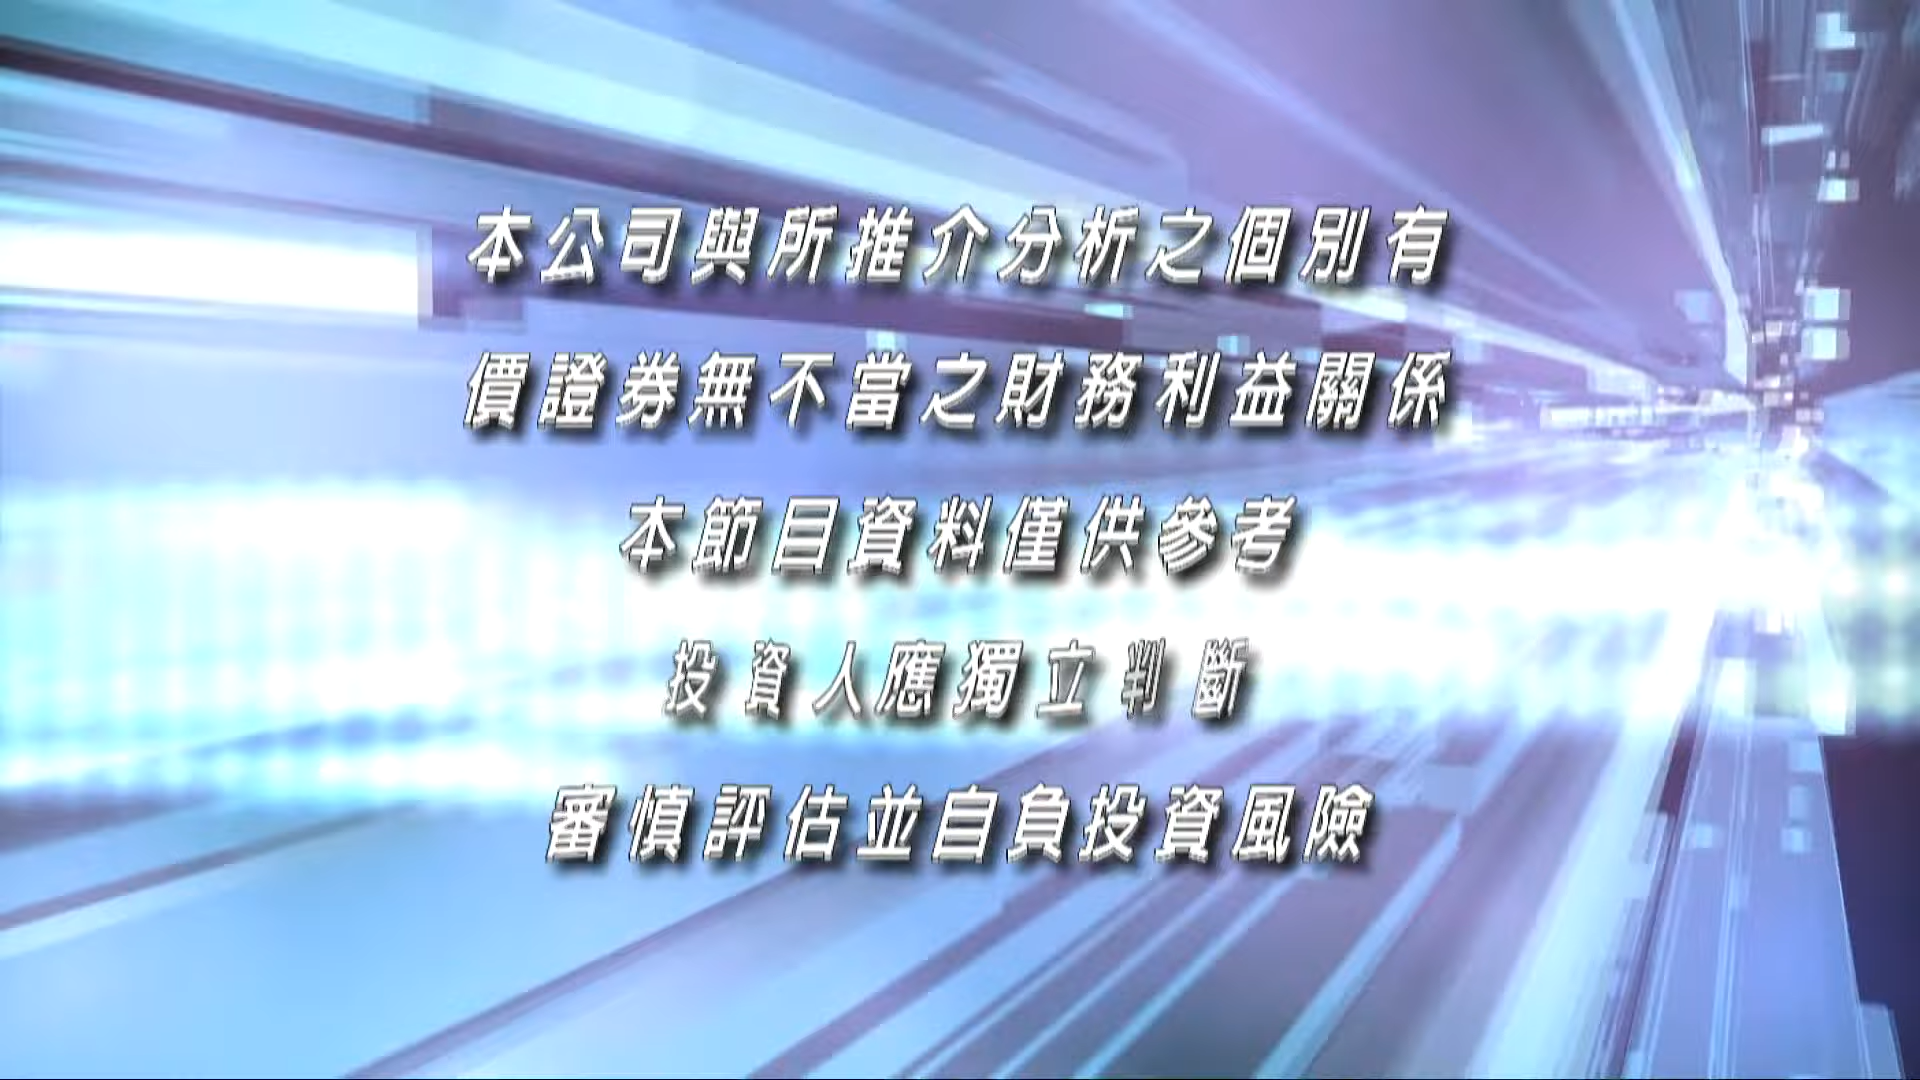 本公司與所推介分析之個別有
價證券無不當之財務利益關係
本節目資料僅供參考
投資人應獨立判斷
審慎評估並自負投資風險